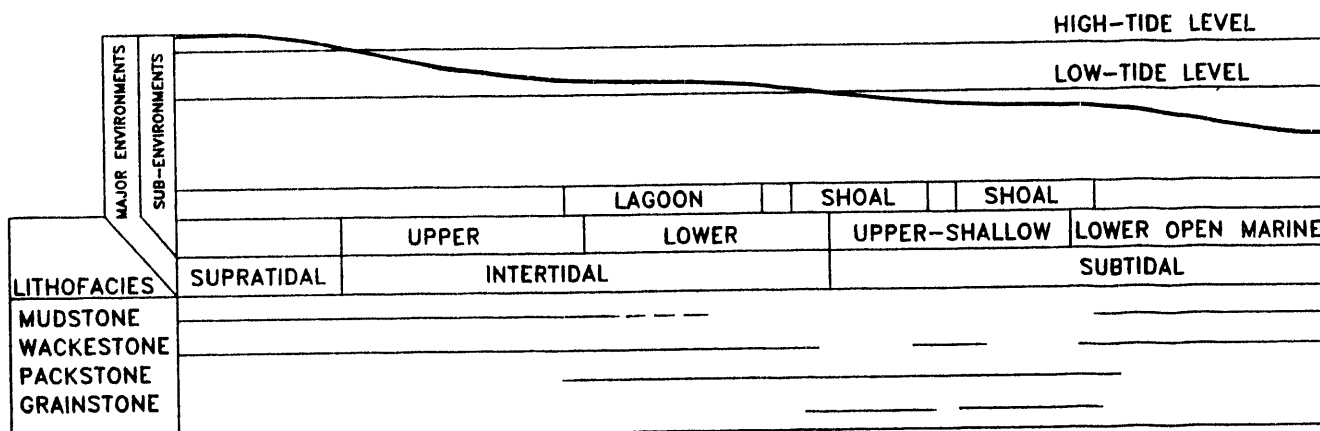 HIGH-TIDE LEVEL
LOW-TIDE LEVEL
MAJOR ENVIRONMENTS
SUB-ENVIRONMENTS
LAGOON SHOAL SHOAL
UPPER LOWER UPPER-SHALLOW LOWER OPEN MARINE
LITHOFACIES SUPRATIDAL INTERTIDAL SUBTIDAL
MUDSTONE
WACKESTONE
PACKSTONE
GRAINSTONE